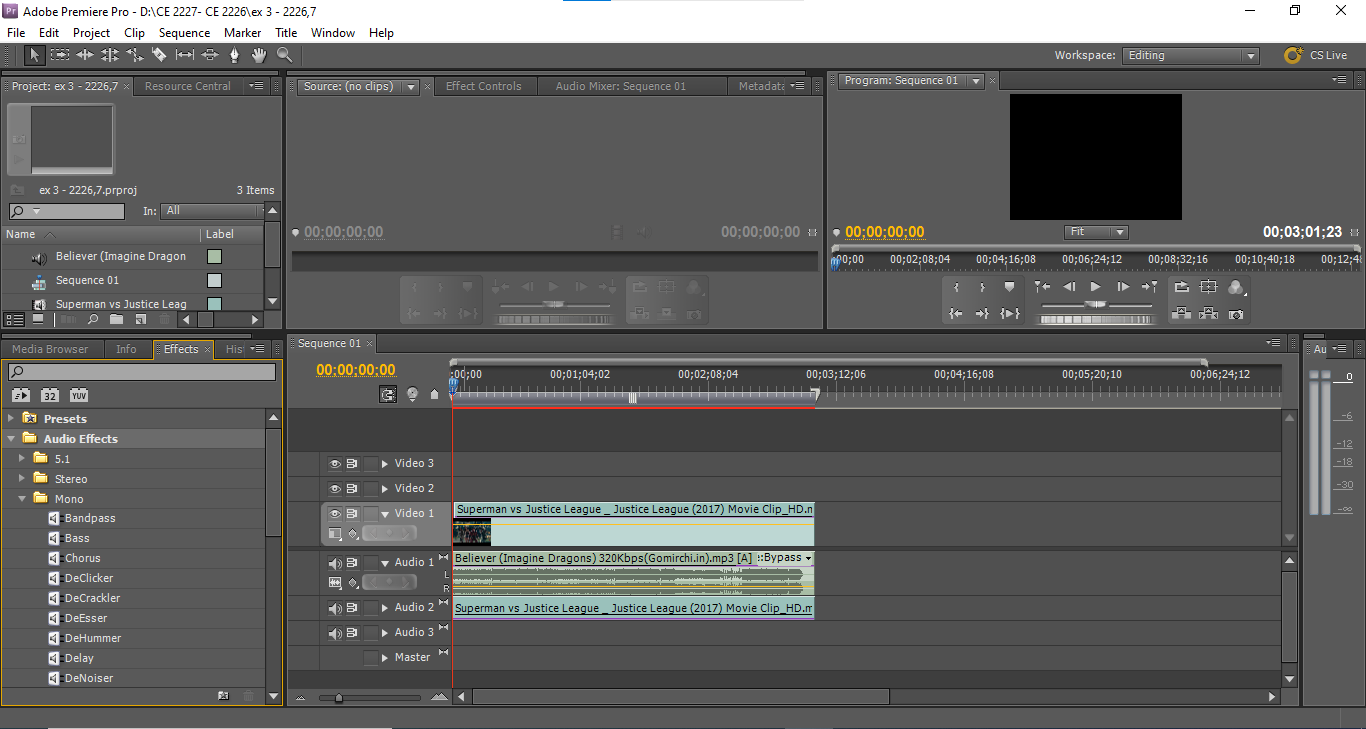 Pr Adobe Premiere Pro - D:\CE 2227- CE 2226\ex 3 - 2226,7
File Edit Project Clip Sequence Marker Title Window Help
Workspace: Editing CS Live
Project: ex 3 - 2226,7 × Resource Central
Source: (no clips) × Effect Controls Audio Mixer: Sequence 01 Metadata
Program: Sequence 01 ×
ex 3 - 2226,7.prproj 3 Items
In: All
Name Label
Believer (Imagine Dragon
Sequence 01
Superman vs Justice Leag
00;00;00;00 00;00;00;00
00;00;00;00 Fit 00;03;01;23
00;00 00;02;08;04 00;04;16;08 00;06;24;12 00;08;32;16 00;10;40;18 00;12;4
Media Browser Info Effects × His
32 YUV
Presets
Audio Effects
5.1
Stereo
Mono
Bandpass
Bass
Chorus
DeClicker
DeCrackler
DeEsser
DeHummer
Delay
DeNoiser
Sequence 01 ×
00;00;00;00
;00;00 00;01;04;02 00;02;08;04 00;03;12;06 00;04;16;08 00;05;20;10 00;06;24;12
Video 3
Video 2
Video 1 Superman vs Justice League _ Justice League (2017) Movie Clip_HD.m
Audio 1 Believer (Imagine Dragons) 320Kbps(Gomirchi.in).mp3 [A] ::Bypass
L
R
Audio 2 Superman vs Justice League _ Justice League (2017) Movie Clip_HD.m
Audio 3
Master
Au
0
-6
-12
-18
-30
-∞